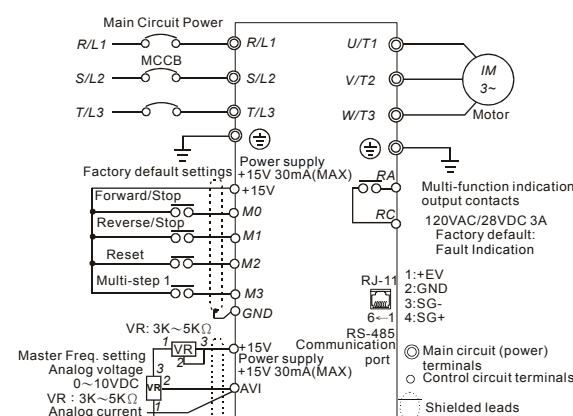 Main Circuit Power
R/L1
R/L1
MCCB
S/L2
S/L2
T/L3
T/L3
U/T1
V/T2
W/T3
IM
3~
Motor
Factory default settings
Power supply
+15V 30mA(MAX)
+15V
Forward/Stop
M0
Reverse/Stop
M1
Reset
M2
Multi-step 1
M3
GND
RA
RC
Multi-function indication
output contacts
120VAC/28VDC 3A
Factory default:
Fault Indication
RJ-11
6←1
1:+EV
2:GND
3:SG-
4:SG+
RS-485
Communication
port
Main circuit (power)
terminals
Control circuit terminals
Shielded leads
VR: 3K～5KΩ
1
VR
3
2
+15V
Power supply
+15V 30mA(MAX)
Master Freq. setting
Analog voltage
0～10VDC
VR：3K～5KΩ
Analog current
3
VR
2
1
AVI